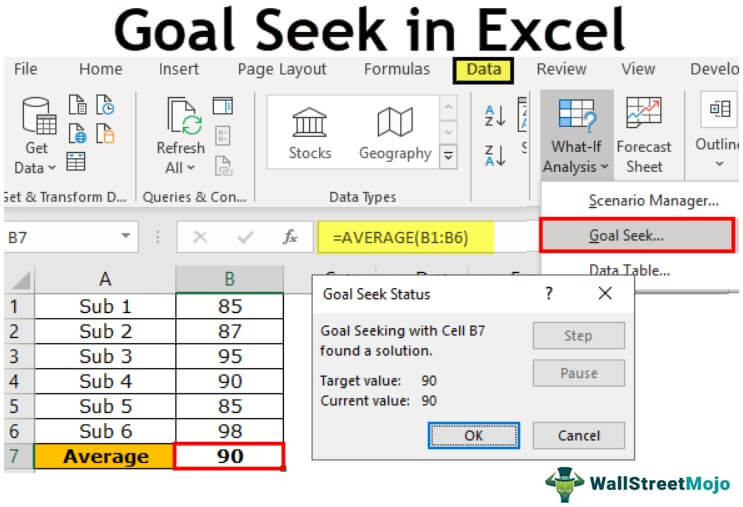 Goal Seek in Excel
File Home Insert Page Layout Formulas Data Review View Develo
Get
Data
Refresh
All
Stocks
Geography
A
Z
Z
A
S
What-If
Analysis
Forecast
Sheet
Outline
Get & Transform D... Queries & Con... Data Types
Scenario Manager...
Goal Seek...
Data Table...
B7 fx =AVERAGE(B1:B6)
A B
1 Sub 1 85
2 Sub 2 87
3 Sub 3 95
4 Sub 4 90
5 Sub 5 85
6 Sub 6 98
7 Average 90
Goal Seek Status ?
Goal Seeking with Cell B7
found a solution.
Target value: 90
Current value: 90
Step
Pause
OK Cancel
WallStreetMojo